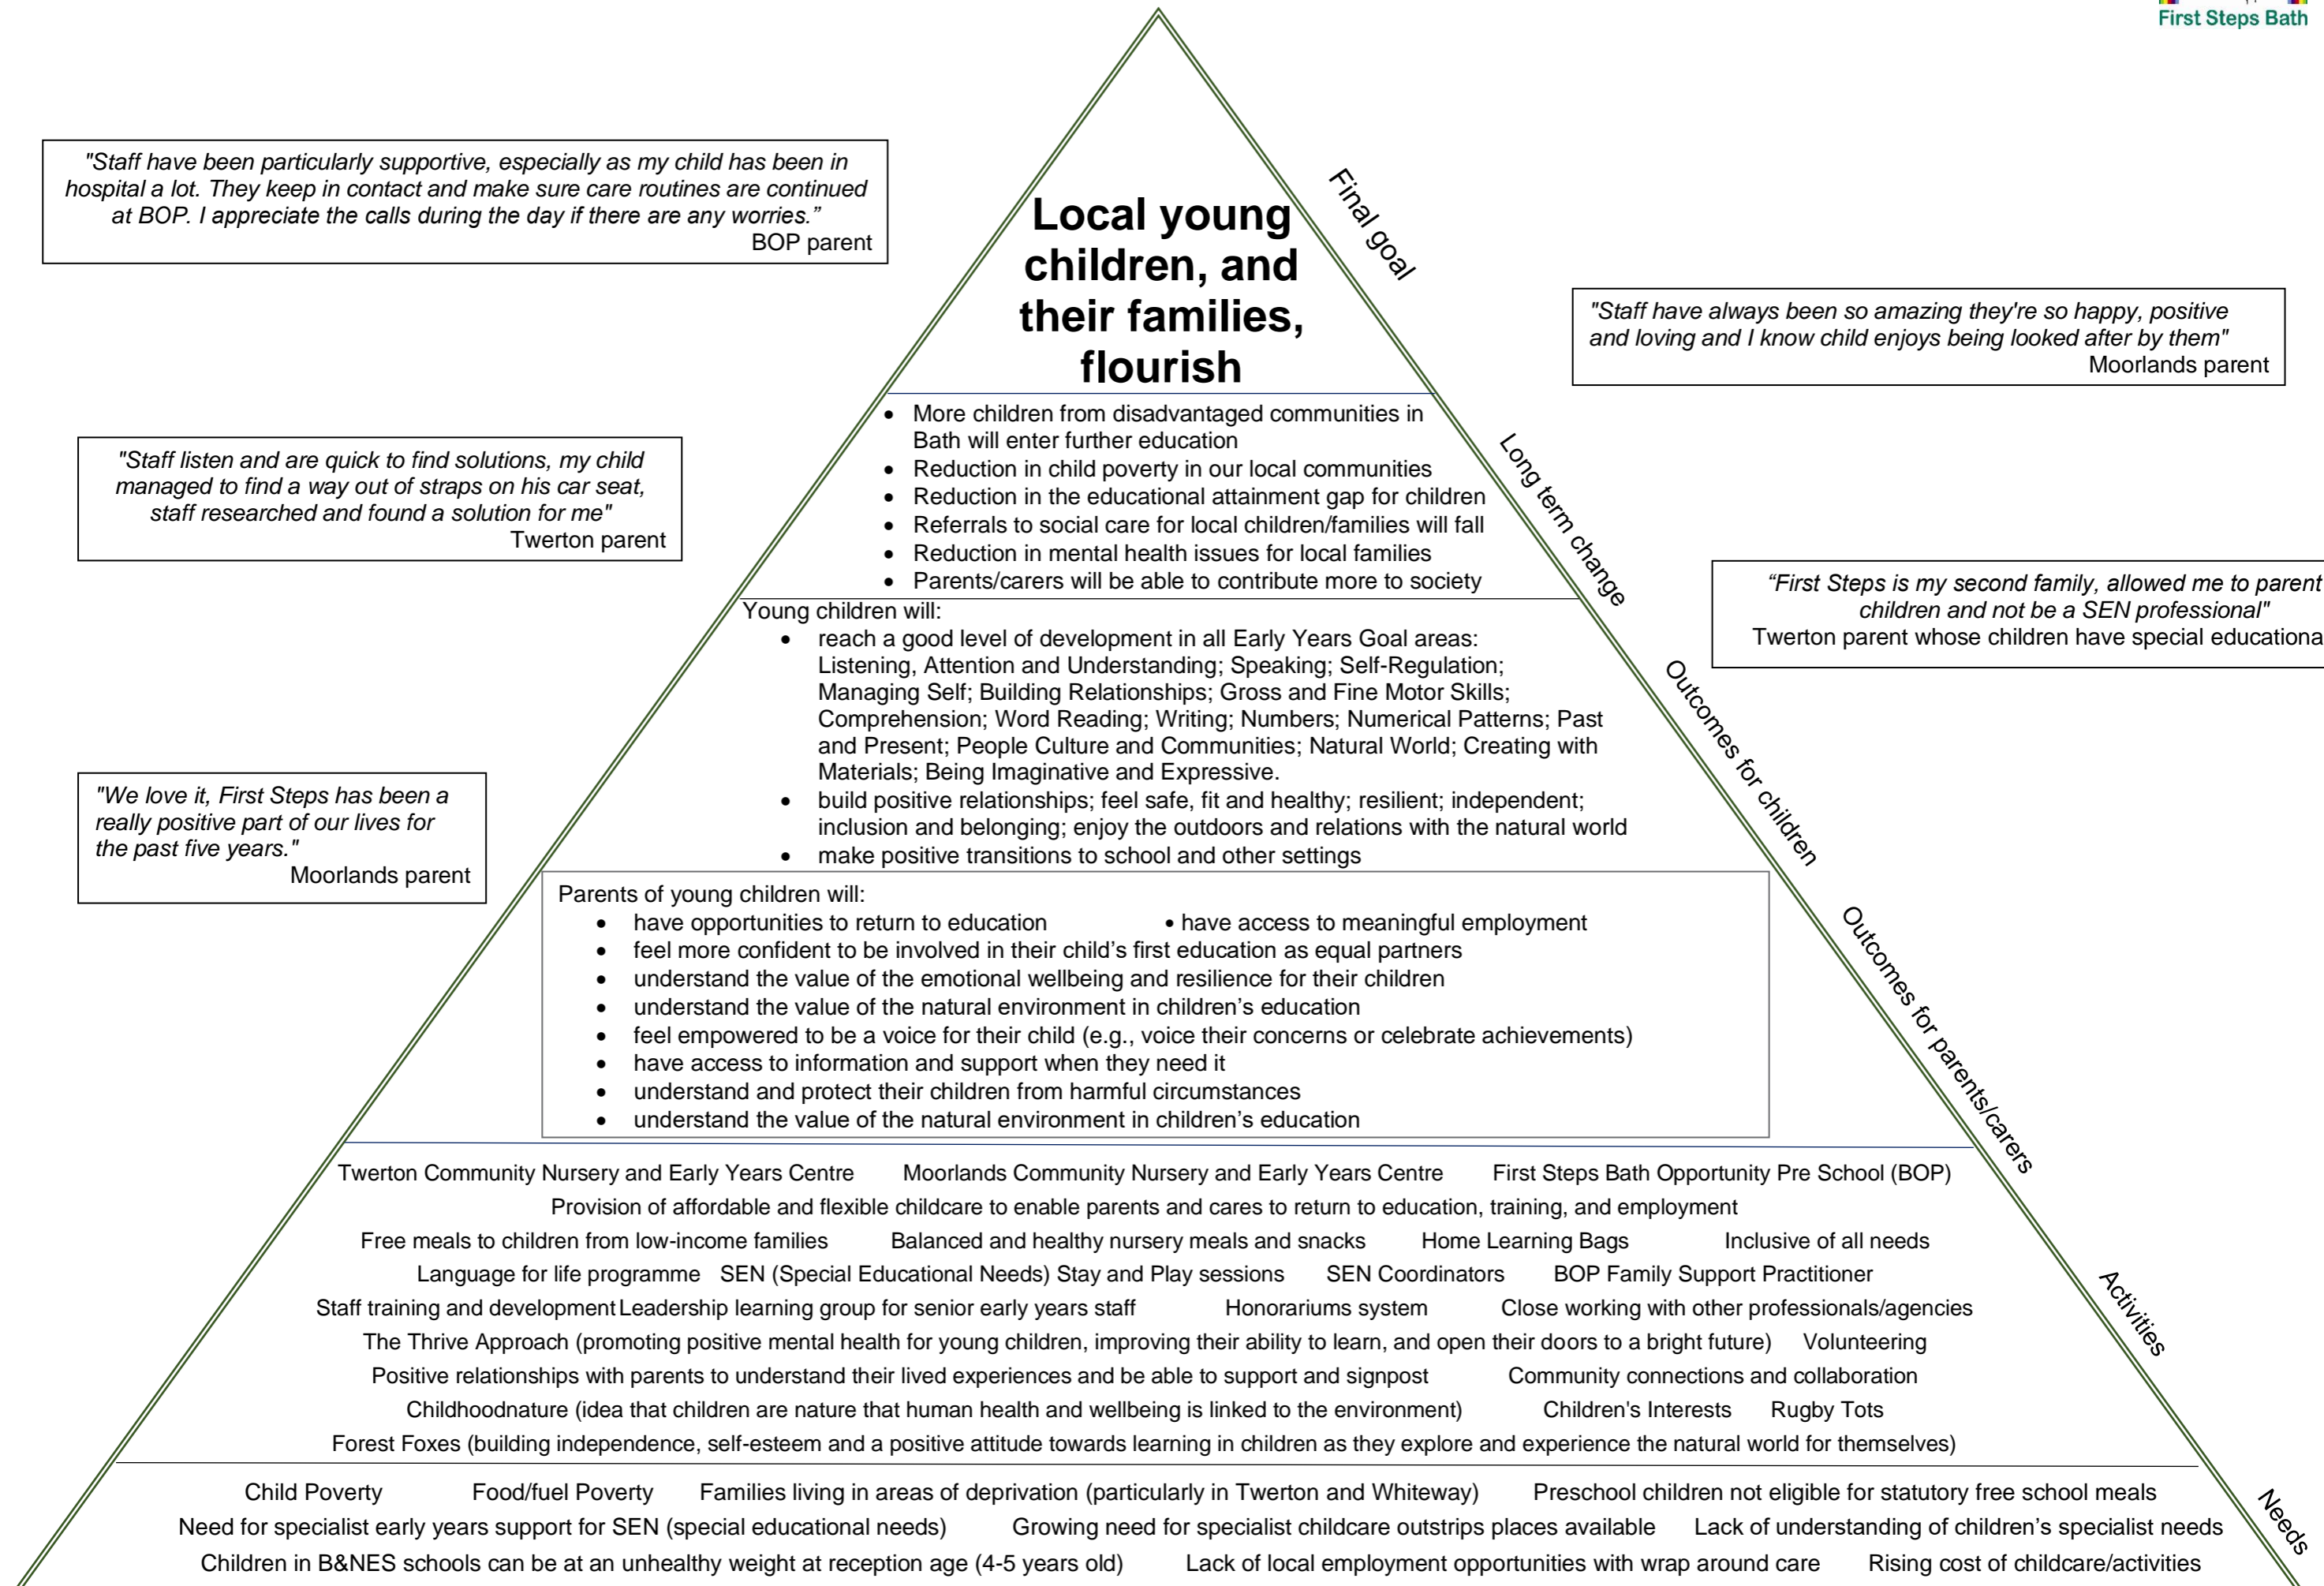 First Steps Bath
"Staff have been particularly supportive, especially as my child has been in
hospital a lot. They keep in contact and make sure care routines are continued
at BOP. I appreciate the calls during the day if there are any worries.”
BOP parent
Final goal
Local young
children, and
their families,
flourish
"Staff have always been so amazing they're so happy, positive
and loving and I know child enjoys being looked after by them"
Moorlands parent
"Staff listen and are quick to find solutions, my child
managed to find a way out of straps on his car seat,
staff researched and found a solution for me"
Twerton parent
Long term change
• More children from disadvantaged communities in
Bath will enter further education
• Reduction in child poverty in our local communities
• Reduction in the educational attainment gap for children
• Referrals to social care for local children/families will fall
• Reduction in mental health issues for local families
• Parents/carers will be able to contribute more to society
“First Steps is my second family, allowed me to parent
children and not be a SEN professional"
Twerton parent whose children have special educationa
Outcomes for children
Young children will:
• reach a good level of development in all Early Years Goal areas:
Listening, Attention and Understanding; Speaking; Self-Regulation;
Managing Self; Building Relationships; Gross and Fine Motor Skills;
Comprehension; Word Reading; Writing; Numbers; Numerical Patterns; Past
and Present; People Culture and Communities; Natural World; Creating with
Materials; Being Imaginative and Expressive.
• build positive relationships; feel safe, fit and healthy; resilient; independent;
inclusion and belonging; enjoy the outdoors and relations with the natural world
• make positive transitions to school and other settings
"We love it, First Steps has been a
really positive part of our lives for
the past five years."
Moorlands parent
Outcomes for parents/carers
Parents of young children will:
• have opportunities to return to education • have access to meaningful employment
• feel more confident to be involved in their child’s first education as equal partners
• understand the value of the emotional wellbeing and resilience for their children
• understand the value of the natural environment in children’s education
• feel empowered to be a voice for their child (e.g., voice their concerns or celebrate achievements)
• have access to information and support when they need it
• understand and protect their children from harmful circumstances
• understand the value of the natural environment in children’s education
Activities
Twerton Community Nursery and Early Years Centre Moorlands Community Nursery and Early Years Centre First Steps Bath Opportunity Pre School (BOP)
Provision of affordable and flexible childcare to enable parents and cares to return to education, training, and employment
Free meals to children from low-income families Balanced and healthy nursery meals and snacks Home Learning Bags Inclusive of all needs
Language for life programme SEN (Special Educational Needs) Stay and Play sessions SEN Coordinators BOP Family Support Practitioner
Staff training and development Leadership learning group for senior early years staff Honorariums system Close working with other professionals/agencies
The Thrive Approach (promoting positive mental health for young children, improving their ability to learn, and open their doors to a bright future) Volunteering
Positive relationships with parents to understand their lived experiences and be able to support and signpost Community connections and collaboration
Childhoodnature (idea that children are nature that human health and wellbeing is linked to the environment) Children's Interests Rugby Tots
Forest Foxes (building independence, self-esteem and a positive attitude towards learning in children as they explore and experience the natural world for themselves)
Needs
Child Poverty Food/fuel Poverty Families living in areas of deprivation (particularly in Twerton and Whiteway) Preschool children not eligible for statutory free school meals
Need for specialist early years support for SEN (special educational needs) Growing need for specialist childcare outstrips places available Lack of understanding of children’s specialist needs
Children in B&NES schools can be at an unhealthy weight at reception age (4-5 years old) Lack of local employment opportunities with wrap around care Rising cost of childcare/activities